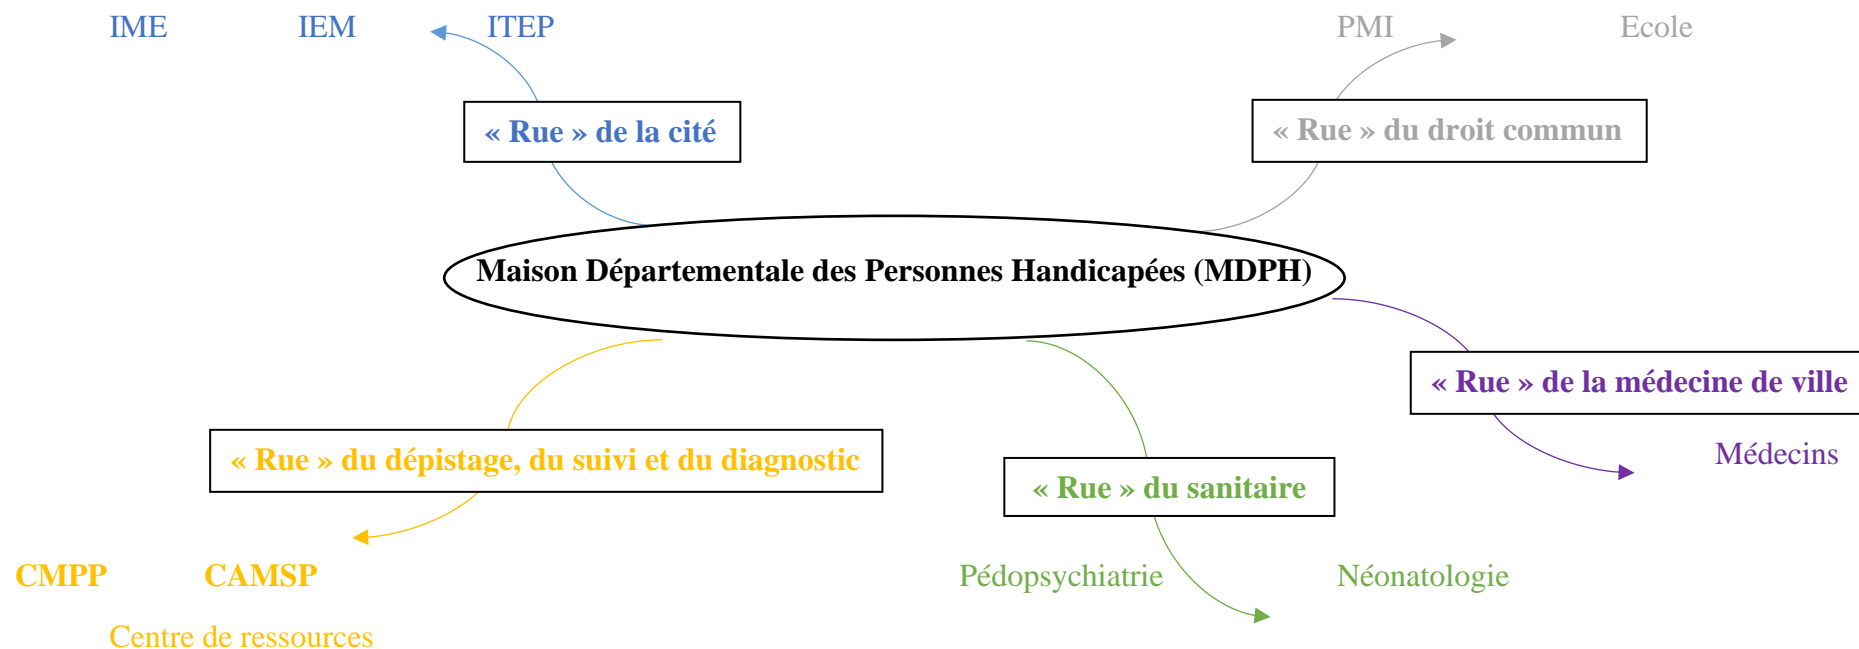 IME IEM ITEP PMI Ecole
« Rue » de la cité
« Rue » du droit commun
Maison Départementale des Personnes Handicapées (MDPH)
« Rue » de la médecine de ville
Médecins
« Rue » du dépistage, du suivi et du diagnostic
« Rue » du sanitaire
CMPP CAMSP
Pédopsychiatrie Néonatologie
Centre de ressources